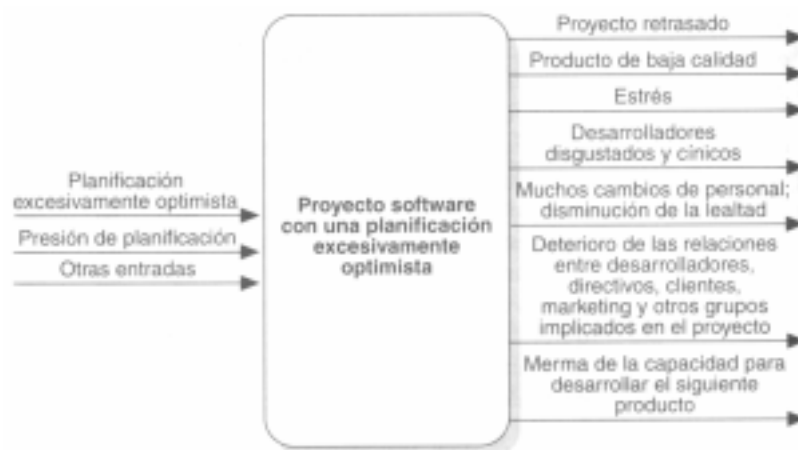 Planificación
excesivamente optimista
Presión de planificación
Otras entradas
Proyecto software
con una planificación
excesivamente
optimista
Proyecto retrasado
Producto de baja calidad
Estrés
Desarrolladores
disgustados y cínicos
Muchos cambios de personal;
disminución de la lealtad
Deterioro de las relaciones
entre desarrolladores,
directivos, clientes,
marketing y otros grupos
implicados en el proyecto
Merma de la capacidad para
desarrollar el siguiente
producto